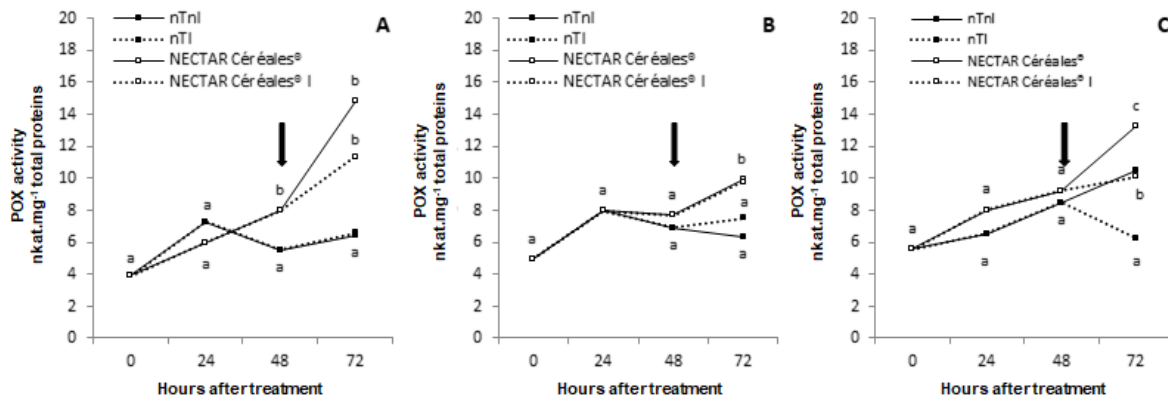 nTnI
nTI
NECTAR Céréales®
NECTAR Céréales® I
A
POX activity
nkat.mg-1 total proteins
20
18
16
14
12
10
8
6
4
2
0
a
a
a
b
a
b
b
a
0 24 48 72
Hours after treatment
nTnI
nTI
NECTAR Céréales®
NECTAR Céréales® I
B
POX activity
nkat.mg-1 total proteins
20
18
16
14
12
10
8
6
4
2
0
a
a
a
a
b
a
a
0 24 48 72
Hours after treatment
nTnI
nTI
NECTAR Céréales®
NECTAR Céréales® I
C
POX activity
nkat.mg-1 total proteins
20
18
16
14
12
10
8
6
4
2
0
a
a
a
a
a
c
b
a
0 24 48 72
Hours after treatment